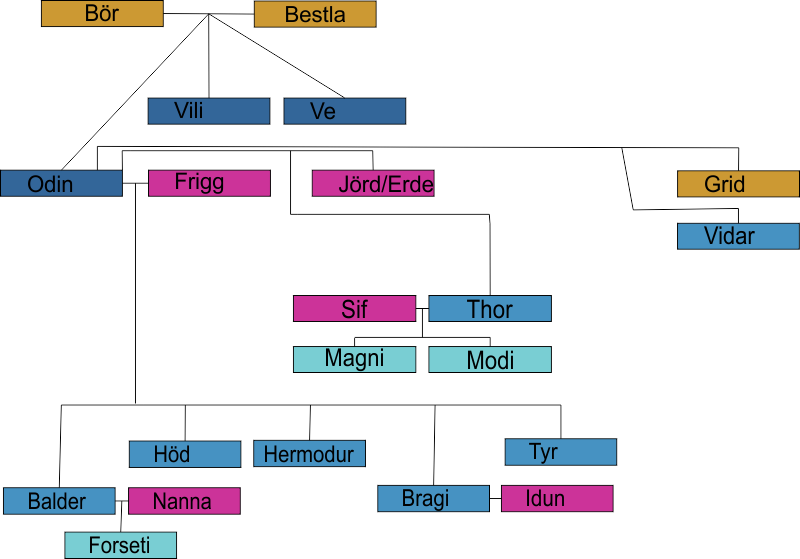 Bör
Bestla
Vili
Ve
Odin
Frigg
Jörd/Erde
Grid
Vidar
Sif
Thor
Magni
Modi
Höd
Hermodur
Tyr
Balder
Nanna
Bragi
Idun
Forseti